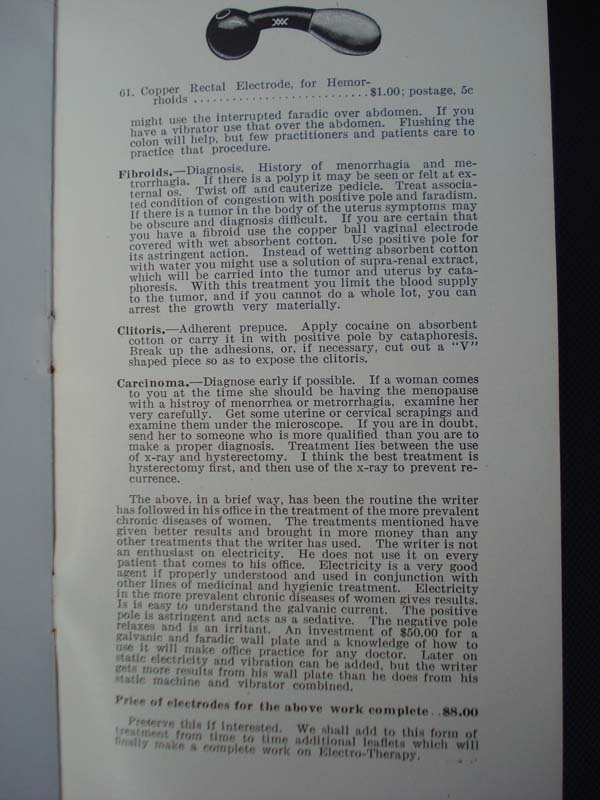 61. Copper Rectal Electrode, for Hemor-
rhoids ..........................$1.00; postage, 5c
might use the interrupted faradic over abdomen. If you
have a vibrator use that over the abdomen. Flushing the
colon will help, but few practitioners and patients care to
practice that procedure.
Fibroids.—Diagnosis. History of menorrhagia and me-
trorrhagia. If there is a polyp it may be seen or felt at ex-
ternal os. Twist off and cauterize pedicle. Treat associa-
ted condition of congestion with positive pole and faradism.
If there is a tumor in the body of the uterus symptoms may
be obscure and diagnosis difficult. If you are certain that
you have a fibroid use the copper ball vaginal electrode
covered with wet absorbent cotton. Use positive pole for
its astringent action. Instead of wetting absorbent cotton
with water you might use a solution of supra-renal extract,
which will be carried into the tumor and uterus by cata-
phoresis. With this treatment you limit the blood supply
to the tumor, and if you cannot do a whole lot, you can
arrest the growth very materially.
Clitoris.—Adherent prepuce. Apply cocaine on absorbent
cotton or carry it in with positive pole by cataphoresis.
Break up the adhesions, or, if necessary, cut out a "V"
shaped piece so as to expose the clitoris.
Carcinoma.—Diagnose early if possible. If a woman comes
to you at the time she should be having the menopause
with a histroy of menorrhea or metrorrhagia, examine her
very carefully. Get some uterine or cervical scrapings and
examine them under the microscope. If you are in doubt,
send her to someone who is more qualified than you are to
make a proper diagnosis. Treatment lies between the use
of x-ray and hysterectomy. I think the best treatment is
hysterectomy first, and then use of the x-ray to prevent re-
currence.
The above, in a brief way, has been the routine the writer
has followed in his office in the treatment of the more prevalent
chronic diseases of women. The treatments mentioned have
given better results and brought in more money than any
other treatments that the writer has used. The writer is not
an enthusiast on electricity. He does not use it on every
patient that comes to his office. Electricity is a very good
agent if properly understood and used in conjunction with
other lines of medicinal and hygienic treatment. Electricity
in the more prevalent chronic diseases of women gives results.
Is is easy to understand the galvanic current. The positive
pole is astringent and acts as a sedative. The negative pole
relaxes and is an irritant. An investment of $50.00 for a
galvanic and faradic wall plate and a knowledge of how to
use it will make office practice for any doctor. Later on
static electricity and vibration can be added, but the writer
gets more results from his wall plate than he does from his
static machine and vibrator combined.
Price of electrodes for the above work complete..$8.00
Preserve this if interested. We shall add to this form of
treatment from time to time additional leaflets which will
finally make a complete work on Electro-Therapy.